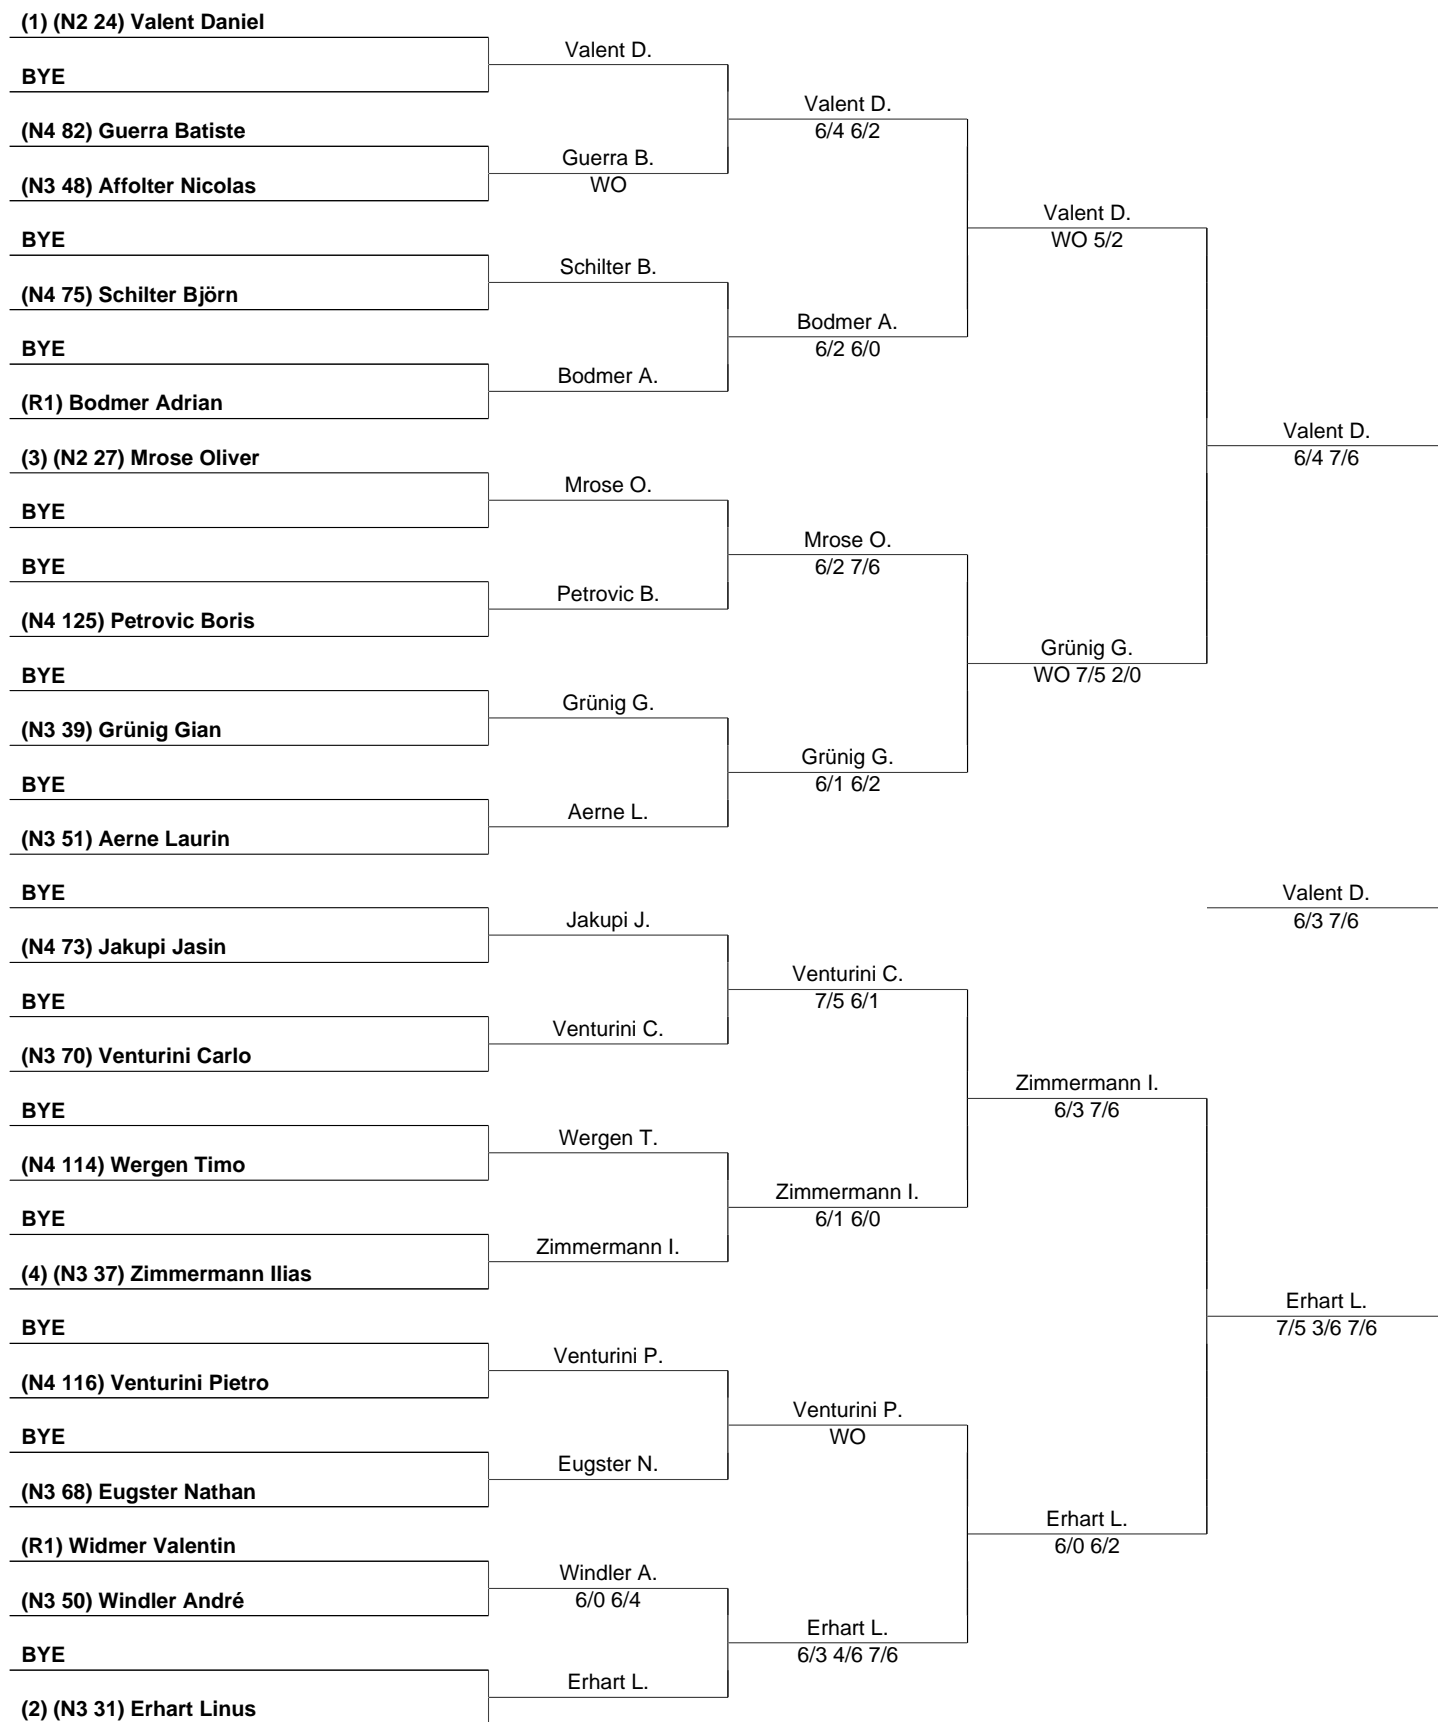 (1) (N2 24) Valent Daniel
BYE
(N4 82) Guerra Batiste
(N3 48) Affolter Nicolas
BYE
(N4 75) Schilter Björn
BYE
(R1) Bodmer Adrian
(3) (N2 27) Mrose Oliver
BYE
BYE
(N4 125) Petrovic Boris
BYE
(N3 39) Grünig Gian
BYE
(N3 51) Aerne Laurin
BYE
(N4 73) Jakupi Jasin
BYE
(N3 70) Venturini Carlo
BYE
(N4 114) Wergen Timo
BYE
(4) (N3 37) Zimmermann Ilias
BYE
(N4 116) Venturini Pietro
BYE
(N3 68) Eugster Nathan
(R1) Widmer Valentin
(N3 50) Windler André
BYE
(2) (N3 31) Erhart Linus
Valent D.
Guerra B.
WO
Schilter B.
Bodmer A.
Mrose O.
Petrovic B.
Grünig G.
Aerne L.
Jakupi J.
Venturini C.
Wergen T.
Zimmermann I.
Venturini P.
Eugster N.
Windler A.
6/0 6/4
Erhart L.
Valent D.
6/4 6/2
Bodmer A.
6/2 6/0
Mrose O.
6/2 7/6
Grünig G.
6/1 6/2
Venturini C.
7/5 6/1
Zimmermann I.
6/1 6/0
Venturini P.
WO
Erhart L.
6/3 4/6 7/6
Valent D.
WO 5/2
Grünig G.
WO 7/5 2/0
Zimmermann I.
6/3 7/6
Erhart L.
6/0 6/2
Valent D.
6/4 7/6
Valent D.
6/3 7/6
Erhart L.
7/5 3/6 7/6